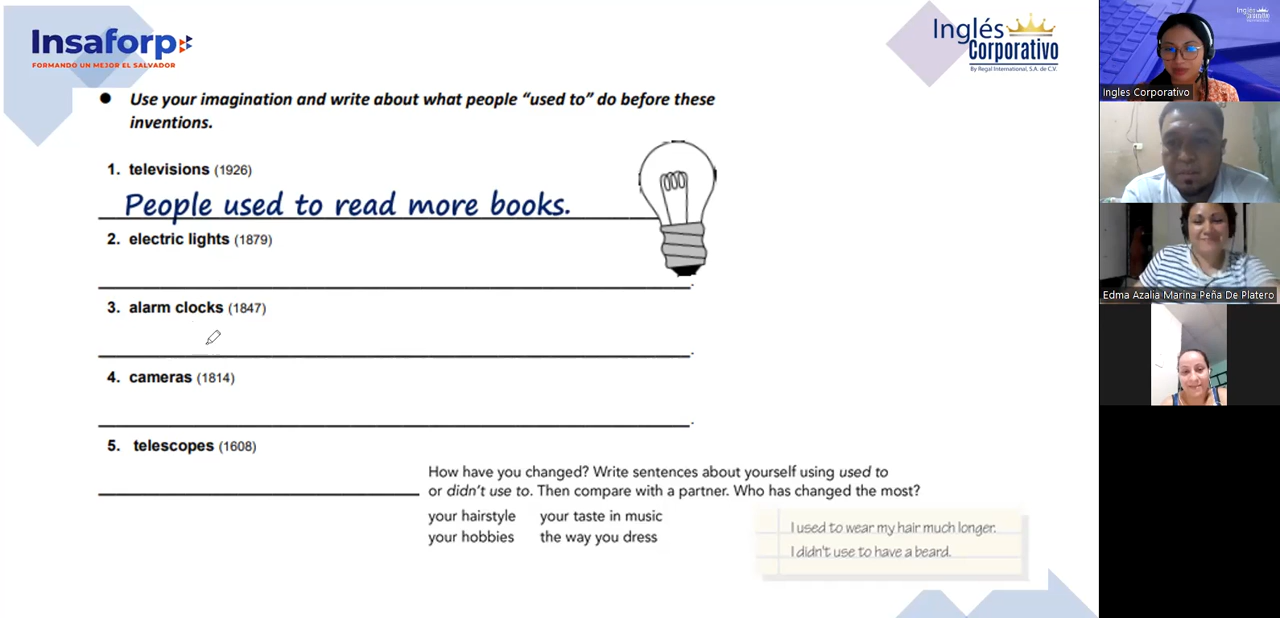 Insaforp
FORMANDO UN MEJOR EL SALVADOR
Inglés
Corporativo
By Regal International, S.A. de C.V.
● Use your imagination and write about what people “used to” do before these
inventions.
1. televisions (1926)
People used to read more books.
2. electric lights (1879)
3. alarm clocks (1847)
4. cameras (1814)
5. telescopes (1608)
How have you changed? Write sentences about yourself using used to
or didn't use to. Then compare with a partner. Who has changed the most?
your hairstyle your taste in music
your hobbies the way you dress
I used to wear my hair much longer.
I didn't use to have a beard.
Ingles Corporativo
Edma Azalia Marina Peña De Platero